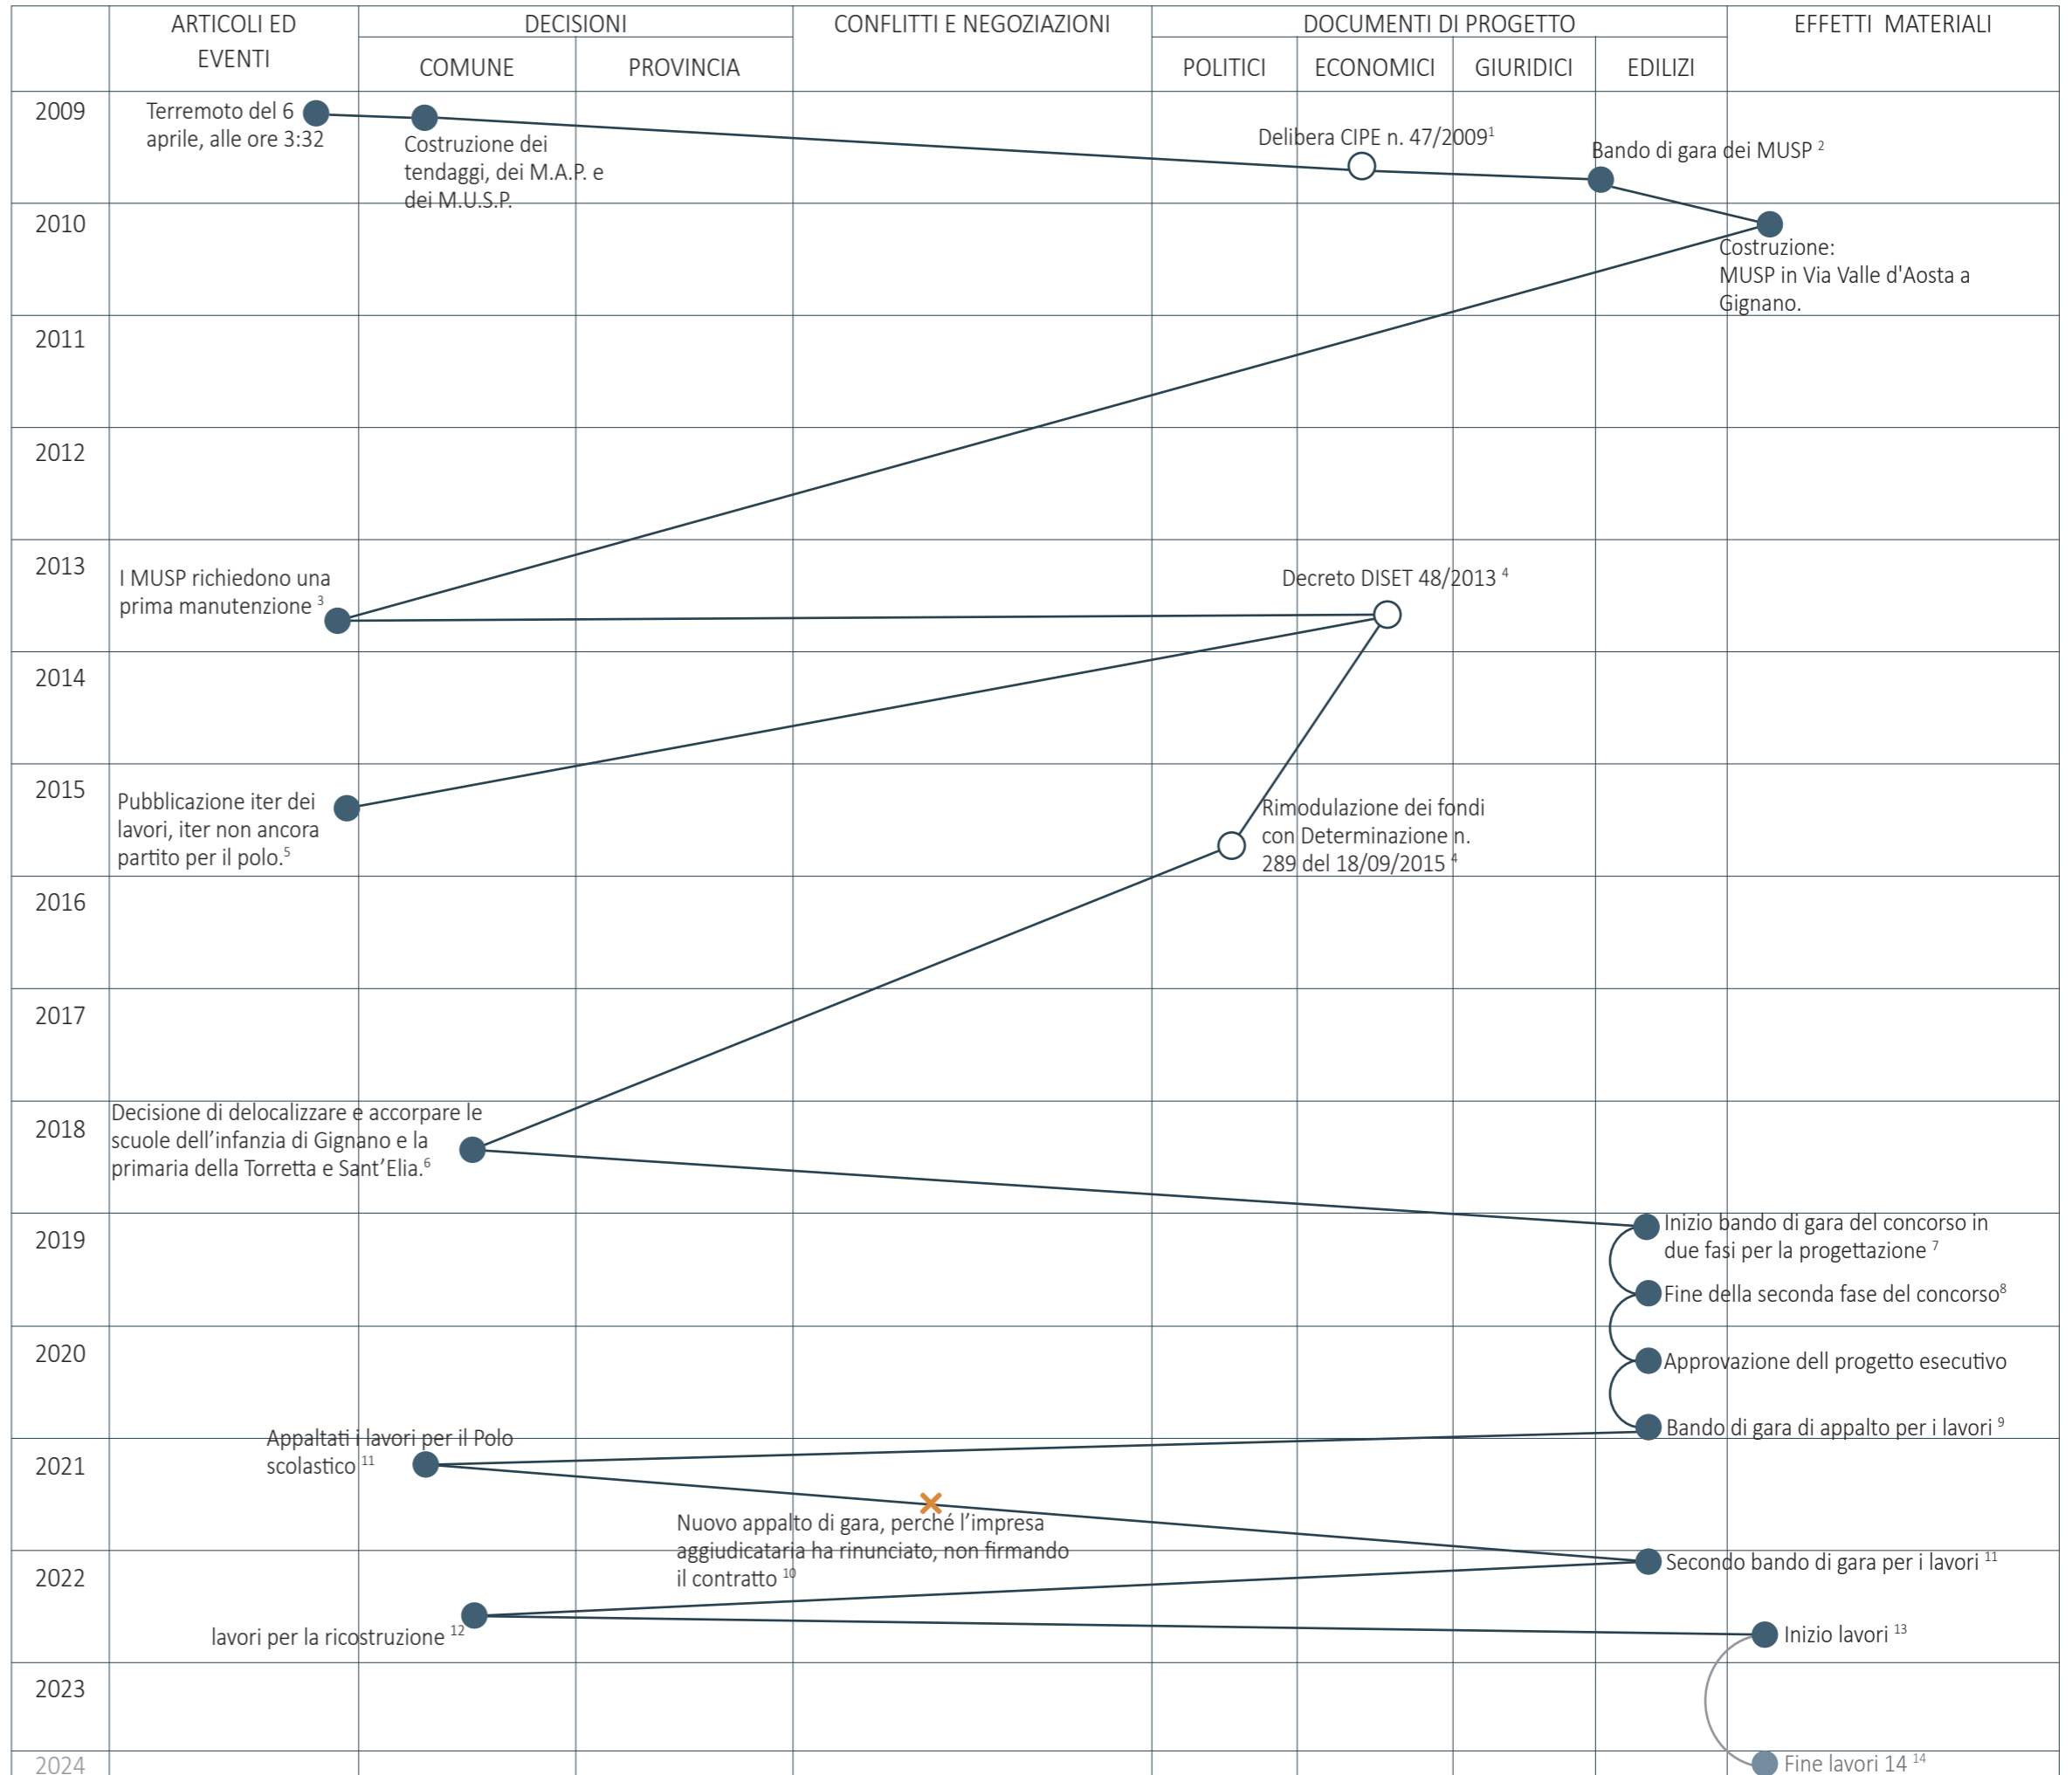 ARTICOLI ED
EVENTI
DECISIONI
CONFLITTI E NEGOZIAZIONI
DOCUMENTI DI PROGETTO
EFFETTI MATERIALI
COMUNE
PROVINCIA
POLITICI
ECONOMICI
GIURIDICI
EDILIZI
2009
Terremoto del 6
aprile, alle ore 3:32
Costruzione dei
tendaggi, dei M.A.P. e
dei M.U.S.P.
Delibera CIPE n. 47/2009¹
Bando di gara dei MUSP ²
2010
Costruzione:
MUSP in Via Valle d'Aosta a
Gignano.
2011
2012
2013
I MUSP richiedono una
prima manutenzione ³
Decreto DISET 48/2013 ⁴
2014
2015
Pubblicazione iter dei
lavori, iter non ancora
partito per il polo.⁵
Rimodulazione dei fondi
con Determinazione n.
289 del 18/09/2015 ⁴
2016
2017
2018
Decisione di delocalizzare e accorpare le
scuole dell’infanzia di Gignano e la
primaria della Torretta e Sant’Elia.⁶
2019
Inizio bando di gara del concorso in
due fasi per la progettazione ⁷
Fine della seconda fase del concorso⁸
2020
Approvazione dell progetto esecutivo
Bando di gara di appalto per i lavori ⁹
2021
Appaltati i lavori per il Polo
scolastico ¹¹
Nuovo appalto di gara, perché l’impresa
aggiudicataria ha rinunciato, non firmando
il contratto ¹⁰
2022
Secondo bando di gara per i lavori ¹¹
lavori per la ricostruzione ¹²
Inizio lavori ¹³
2023
2024
Fine lavori 14 ¹⁴